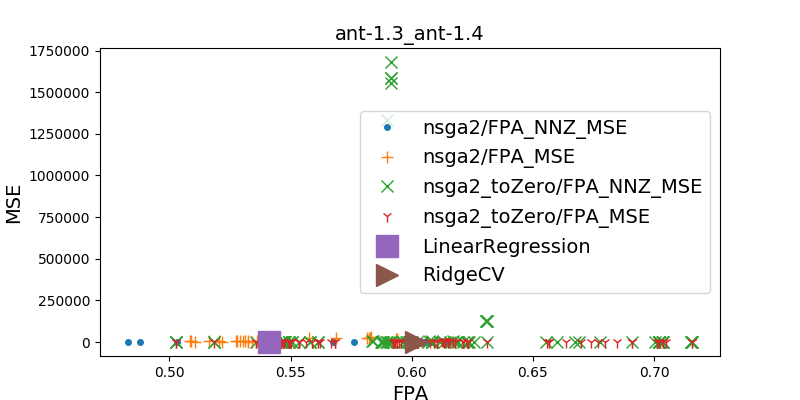 ant-1.3_ant-1.4
1750000
1500000
1250000
1000000
750000
500000
250000
0
MSE
nsga2/FPA_NNZ_MSE
nsga2/FPA_MSE
nsga2_toZero/FPA_NNZ_MSE
nsga2_toZero/FPA_MSE
LinearRegression
RidgeCV
0.50 0.55 0.60 0.65 0.70
FPA